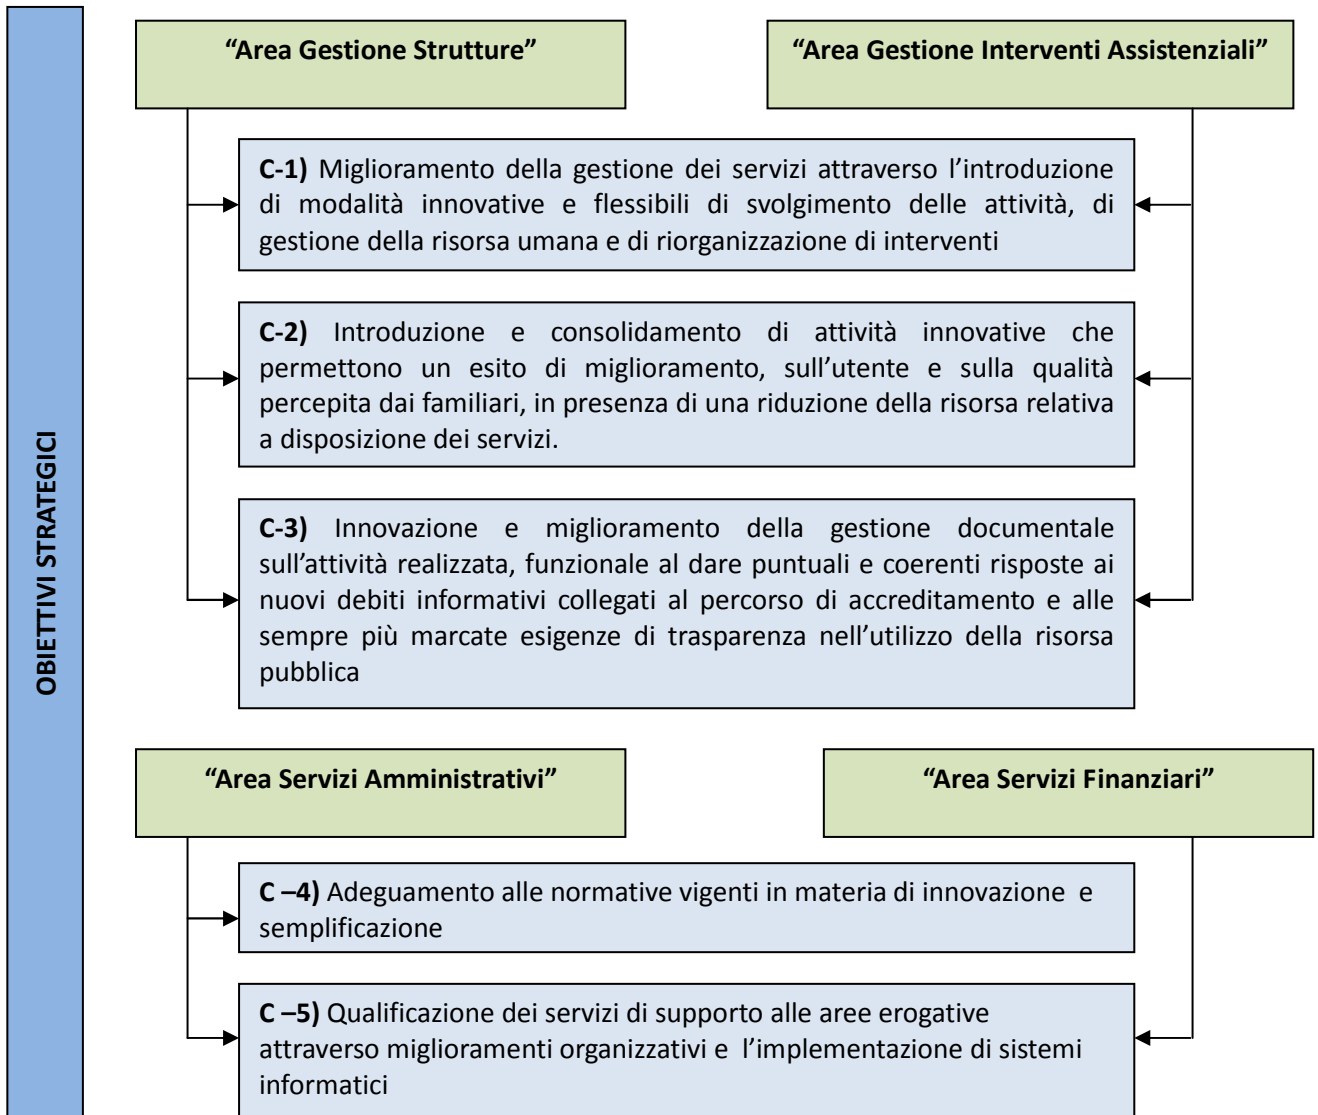 OBIETTIVI STRATEGICI
“Area Gestione Strutture”
“Area Gestione Interventi Assistenziali”
C-1) Miglioramento della gestione dei servizi attraverso l’introduzione
di modalità innovative e flessibili di svolgimento delle attività, di
gestione della risorsa umana e di riorganizzazione di interventi
C-2) Introduzione e consolidamento di attività innovative che
permettono un esito di miglioramento, sull’utente e sulla qualità
percepita dai familiari, in presenza di una riduzione della risorsa relativa
a disposizione dei servizi.
C-3) Innovazione e miglioramento della gestione documentale
sull’attività realizzata, funzionale al dare puntuali e coerenti risposte ai
nuovi debiti informativi collegati al percorso di accreditamento e alle
sempre più marcate esigenze di trasparenza nell’utilizzo della risorsa
pubblica
“Area Servizi Amministrativi”
“Area Servizi Finanziari”
C –4) Adeguamento alle normative vigenti in materia di innovazione e
semplificazione
C –5) Qualificazione dei servizi di supporto alle aree erogative
attraverso miglioramenti organizzativi e l’implementazione di sistemi
informatici